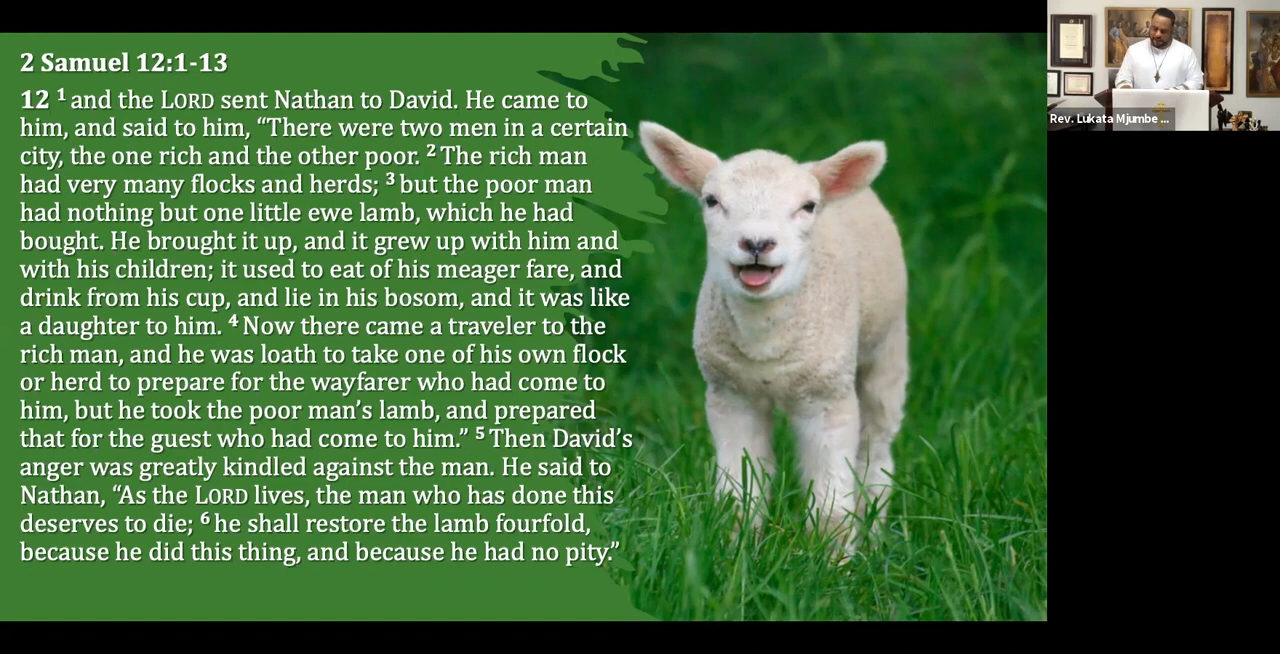 2 Samuel 12:1-13
12 1 and the LORD sent Nathan to David. He came to
him, and said to him, “There were two men in a certain
city, the one rich and the other poor. 2 The rich man
had very many flocks and herds; 3 but the poor man
had nothing but one little ewe lamb, which he had
bought. He brought it up, and it grew up with him and
with his children; it used to eat of his meager fare, and
drink from his cup, and lie in his bosom, and it was like
a daughter to him. 4 Now there came a traveler to the
rich man, and he was loath to take one of his own flock
or herd to prepare for the wayfarer who had come to
him, but he took the poor man’s lamb, and prepared
that for the guest who had come to him.” 5 Then David’s
anger was greatly kindled against the man. He said to
Nathan, “As the LORD lives, the man who has done this
deserves to die; 6 he shall restore the lamb fourfold,
because he did this thing, and because he had no pity.”
Rev. Lukata Mjumbe ...